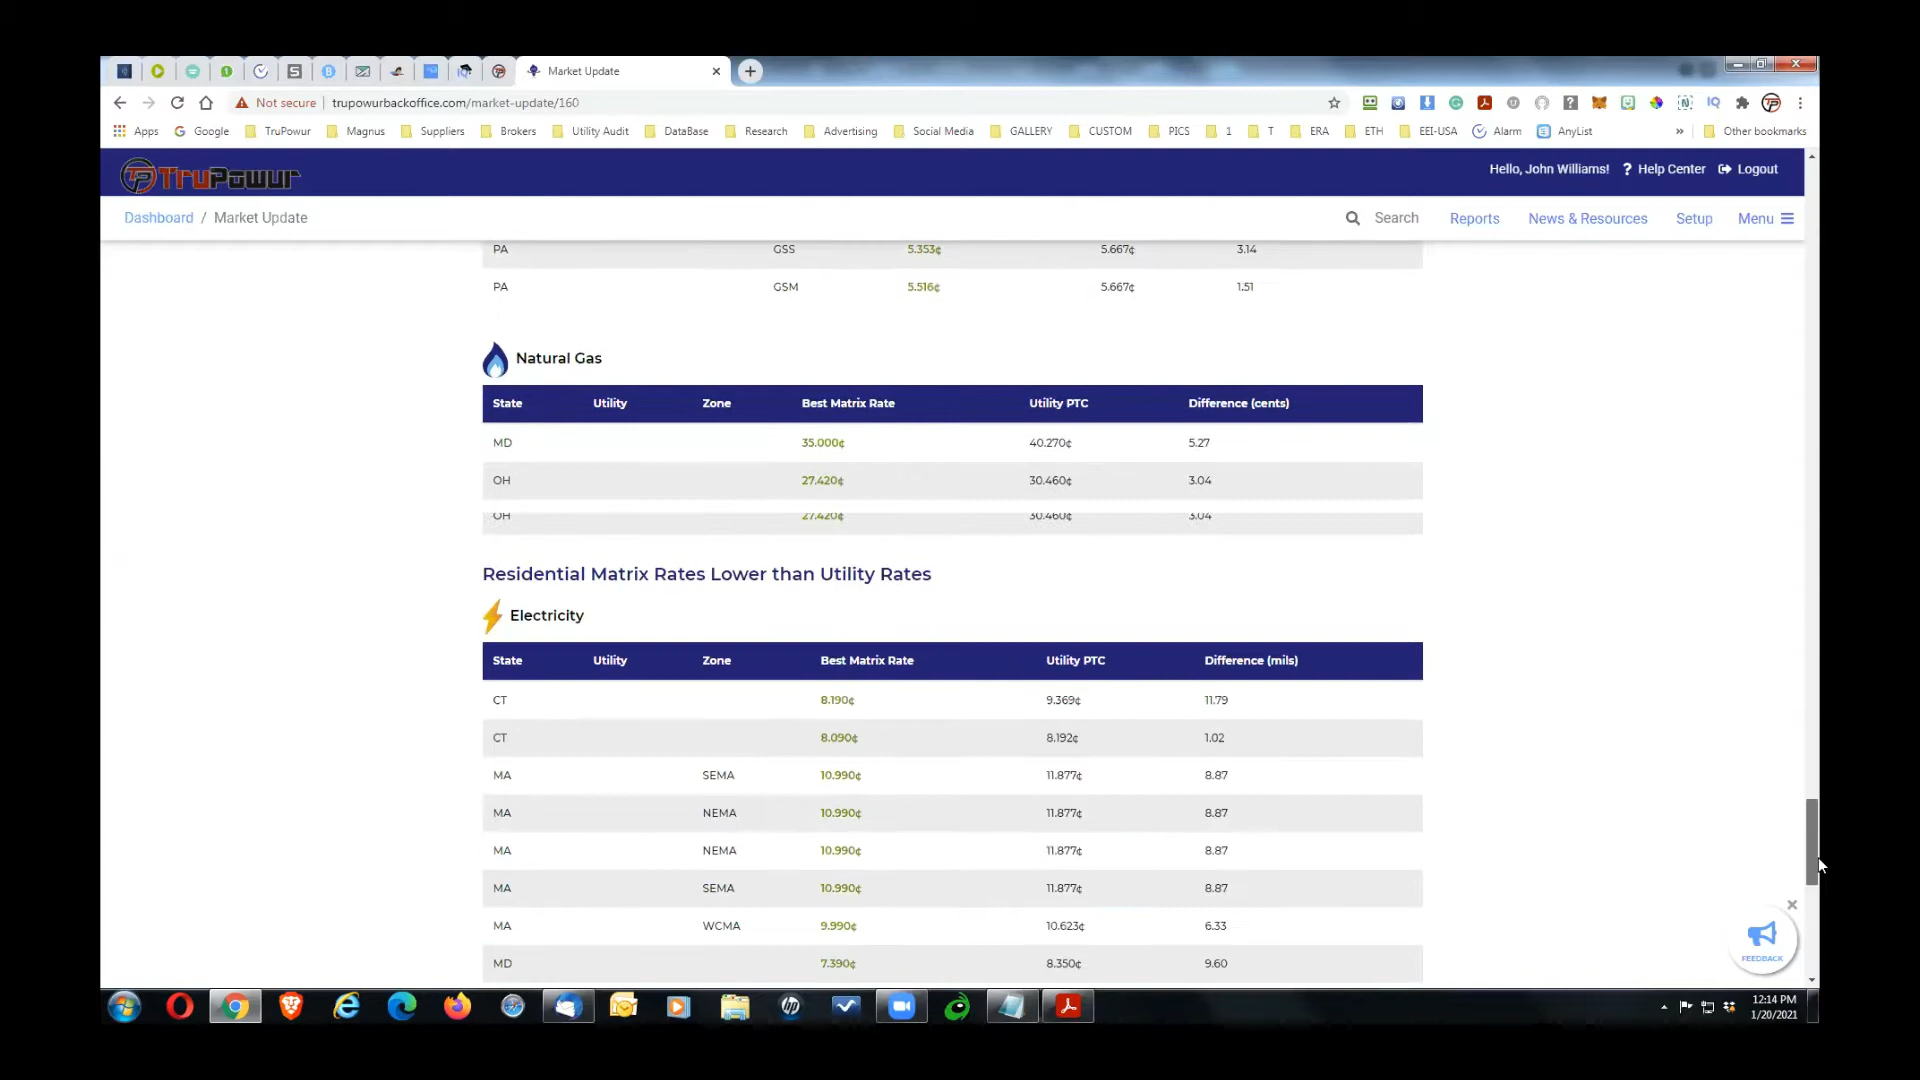 Market Update
Not secure | trupowurbackoffice.com/market-update/160
Apps Google TruPowur Magnus Suppliers Brokers Utility Audit DataBase Research Advertising Social Media GALLERY CUSTOM PICS 1 T ERA ETH EEI-USA Alarm AnyList » Other bookmarks
TruPowur Hello, John Williams! ? Help Center Logout
Dashboard / Market Update Search Reports News & Resources Setup Menu
PA GSS 5.353¢ 5.667¢ 3.14
PA GSM 5.516¢ 5.667¢ 1.51
Natural Gas
State Utility Zone Best Matrix Rate Utility PTC Difference (cents)
MD 35.000¢ 40.270¢ 5.27
OH 27.420¢ 30.460¢ 3.04
OH 27.420¢ 30.460¢ 3.04
Residential Matrix Rates Lower than Utility Rates
Electricity
State Utility Zone Best Matrix Rate Utility PTC Difference (mils)
CT 8.190¢ 9.369¢ 11.79
CT 8.090¢ 8.192¢ 1.02
MA SEMA 10.990¢ 11.877¢ 8.87
MA NEMA 10.990¢ 11.877¢ 8.87
MA NEMA 10.990¢ 11.877¢ 8.87
MA SEMA 10.990¢ 11.877¢ 8.87
MA WCMA 9.990¢ 10.623¢ 6.33
MD 7.390¢ 8.350¢ 9.60
FEEDBACK
12:14 PM
1/20/2021